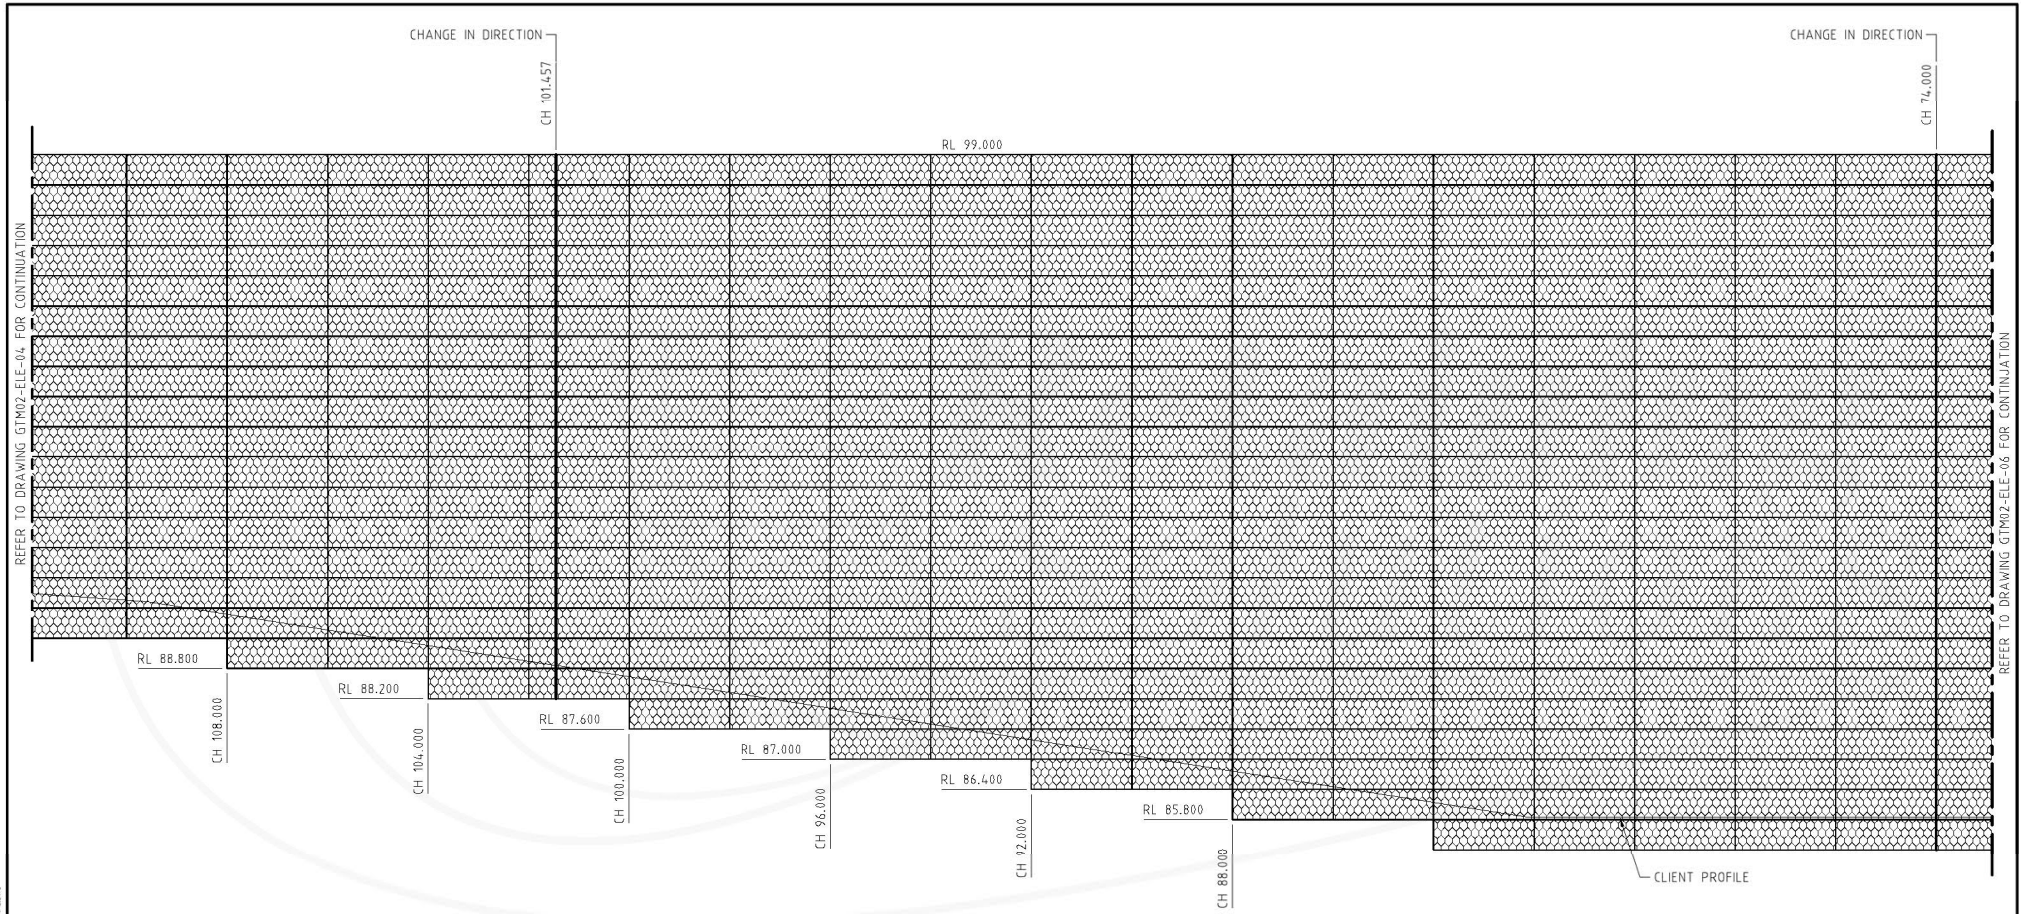 CHANGE IN DIRECTION
CHANGE IN DIRECTION
CH 101.457
CH 74.000
RL 99.000
REFER TO DRAWING GTM02-ELE-04 FOR CONTINUATION
REFER TO DRAWING GTM02-ELE-06 FOR CONTINUATION
RL 88.800
CH 108.000
RL 88.200
CH 104.000
RL 87.600
CH 100.000
RL 87.000
CH 96.000
RL 86.400
CH 92.000
RL 85.800
CH 88.000
CLIENT PROFILE